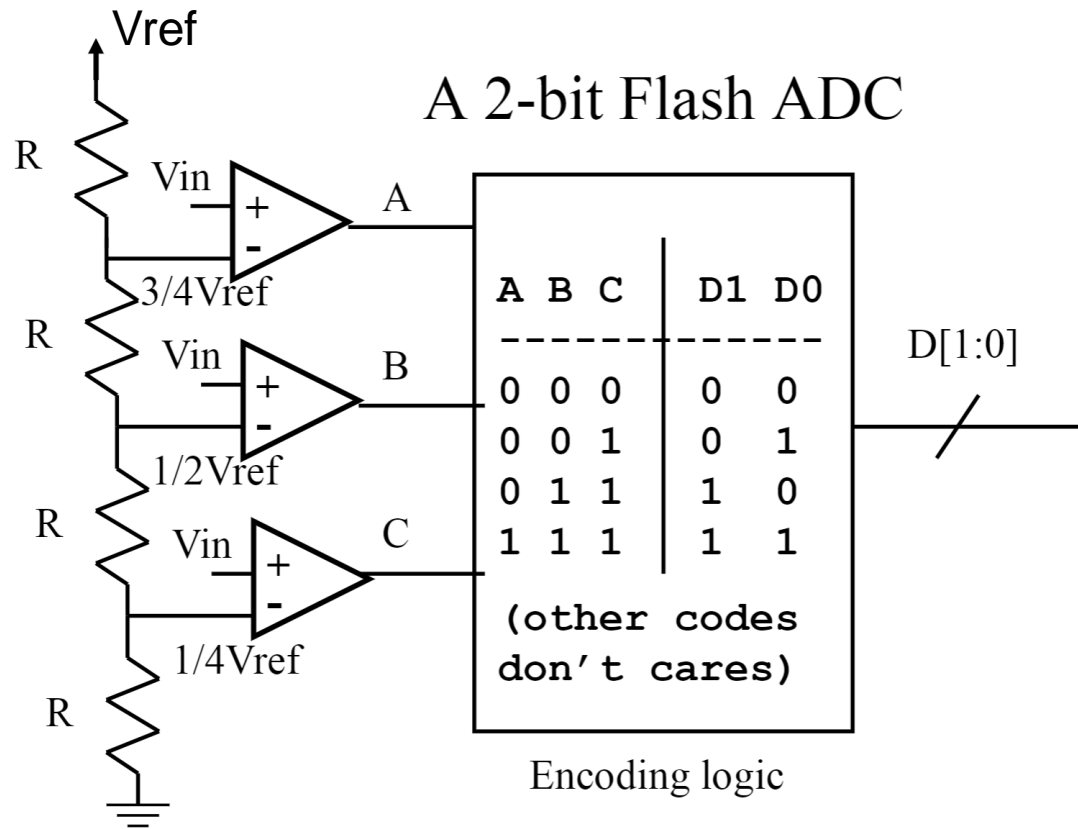 Vref
A 2-bit Flash ADC
R
Vin
+
-
A
3/4Vref
R
Vin
+
-
B
1/2Vref
R
Vin
+
-
C
1/4Vref
R
A B C D1 D0
-------------
0 0 0 0 0
0 0 1 0 1
0 1 1 1 0
1 1 1 1 1
(other codes
don't cares)
D[1:0]
Encoding logic